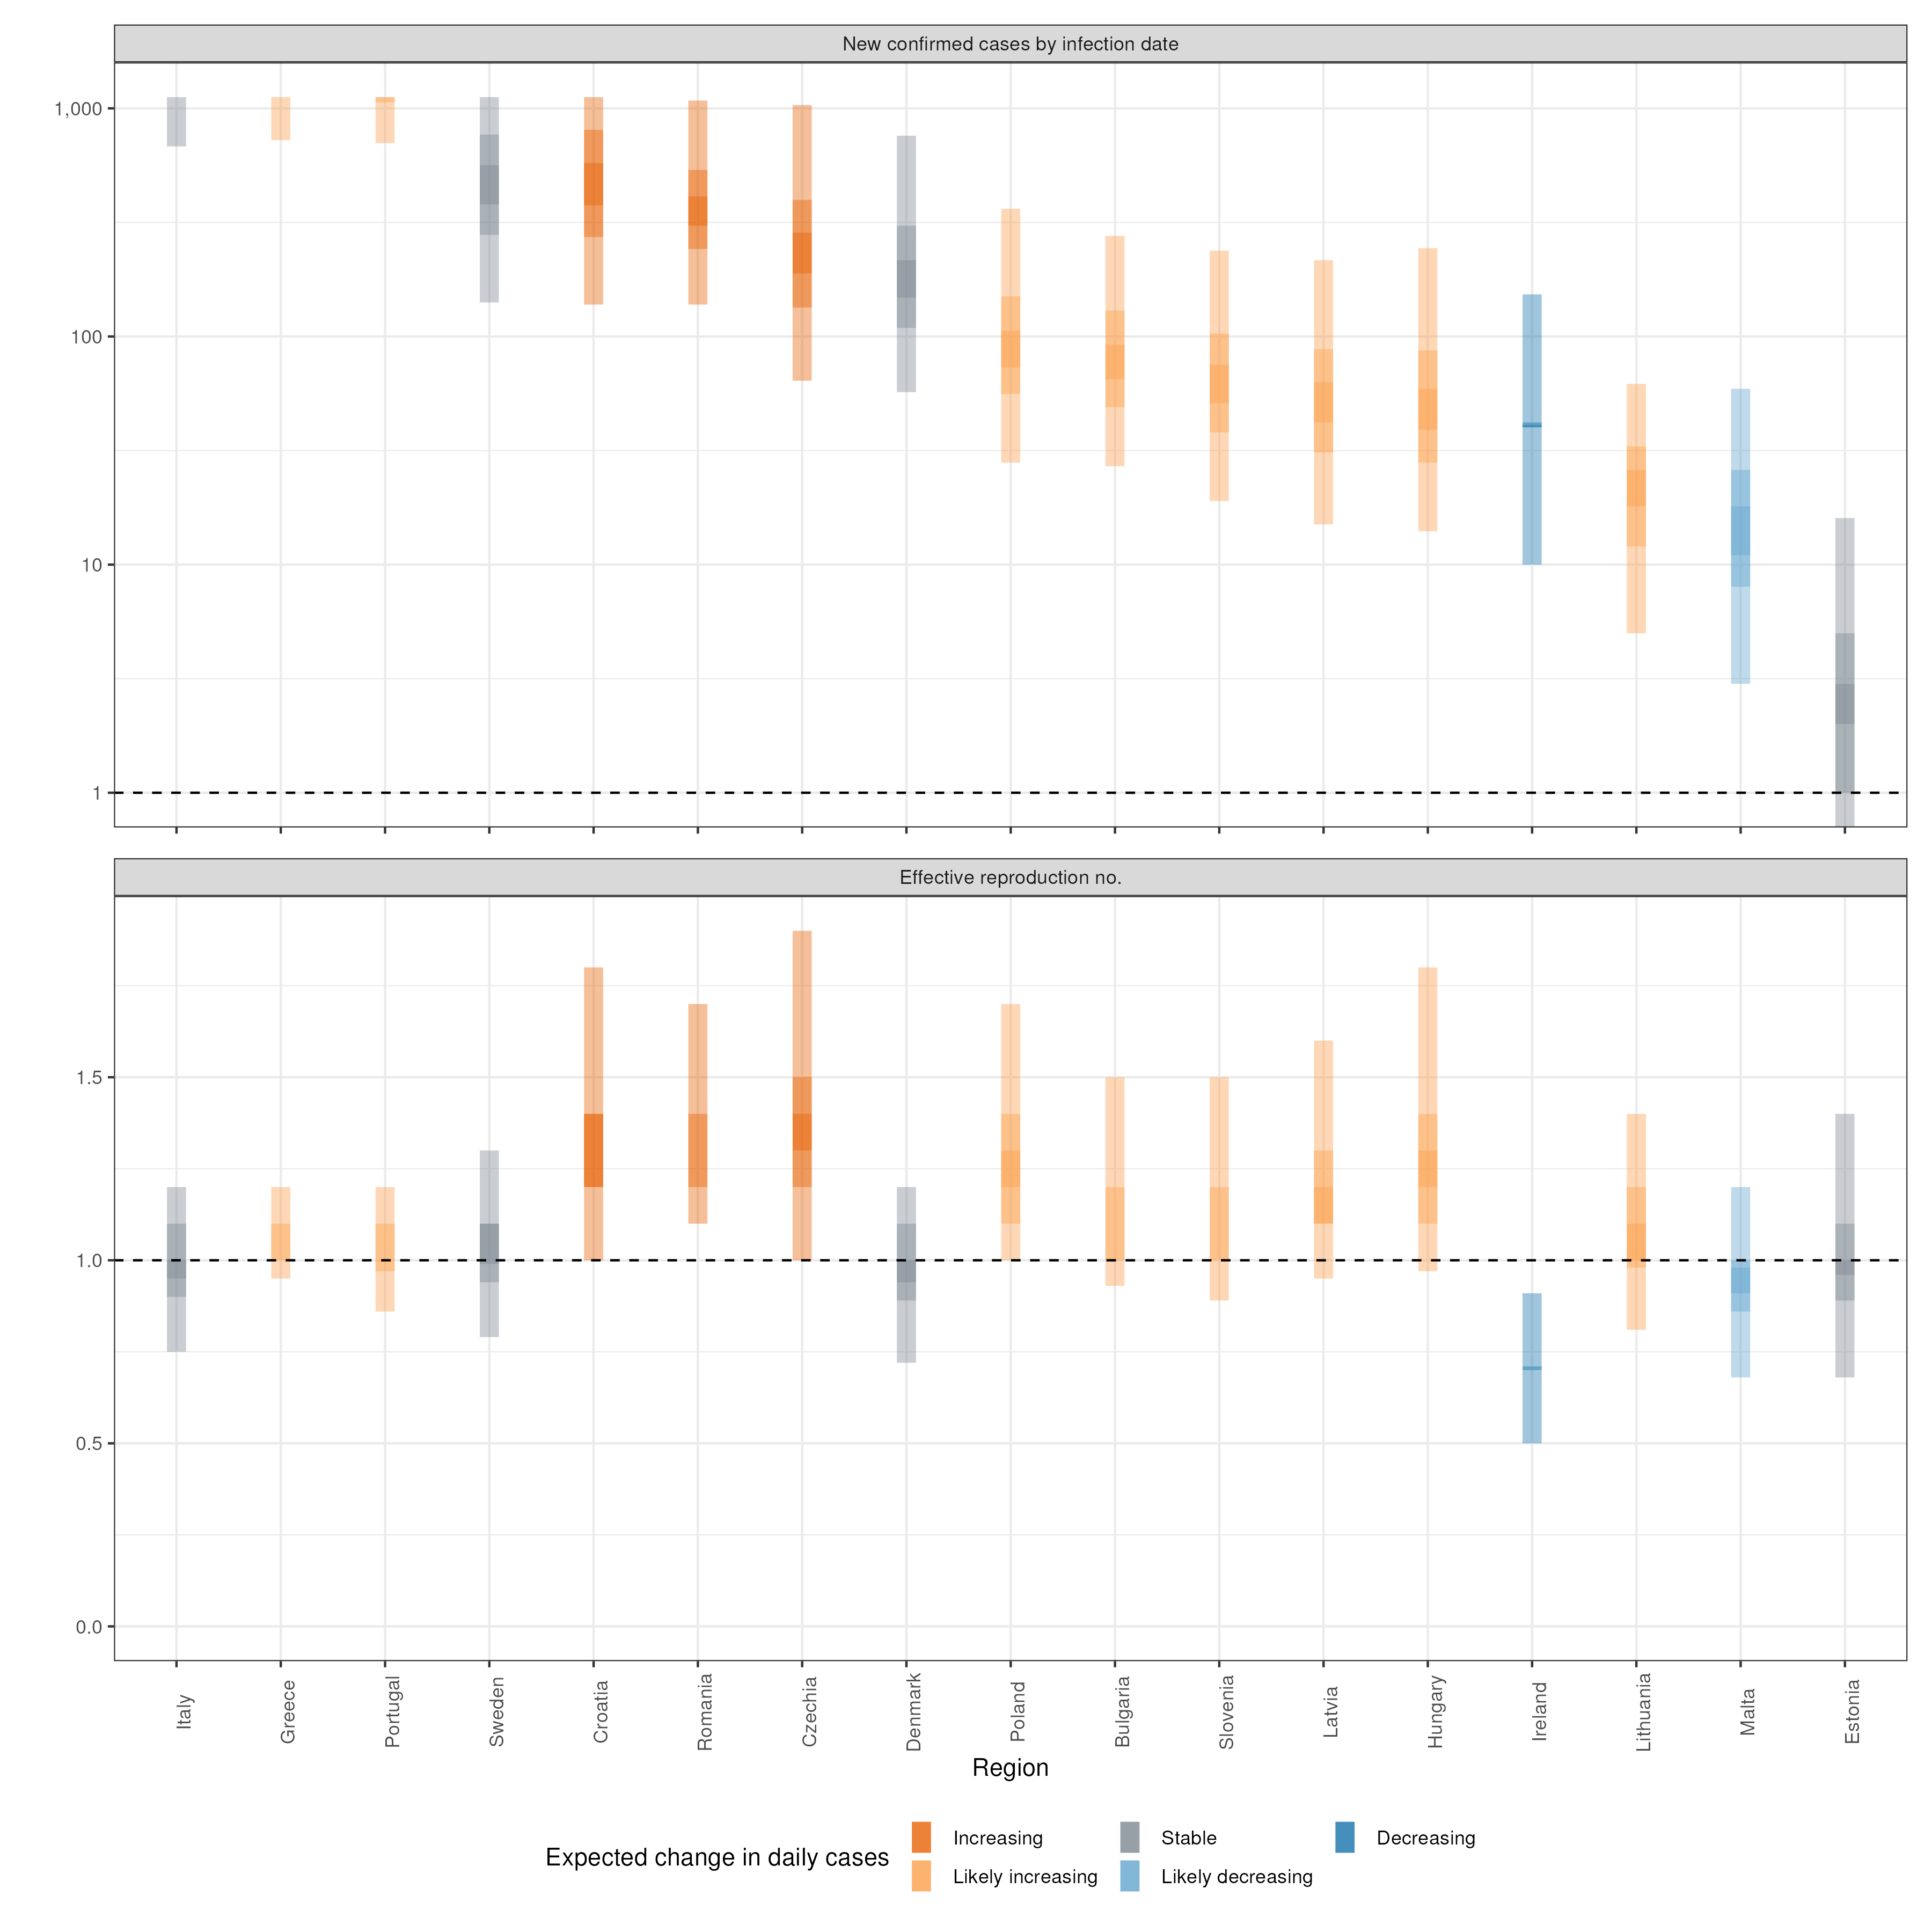 New confirmed cases by infection date
1,000
100
10
1
Effective reproduction no.
1.5
1.0
0.5
0.0
Italy
Greece
Portugal
Sweden
Croatia
Romania
Czechia
Denmark
Poland
Bulgaria
Slovenia
Latvia
Hungary
Ireland
Lithuania
Malta
Estonia
Region
Expected change in daily cases
Increasing
Stable
Decreasing
Likely increasing
Likely decreasing